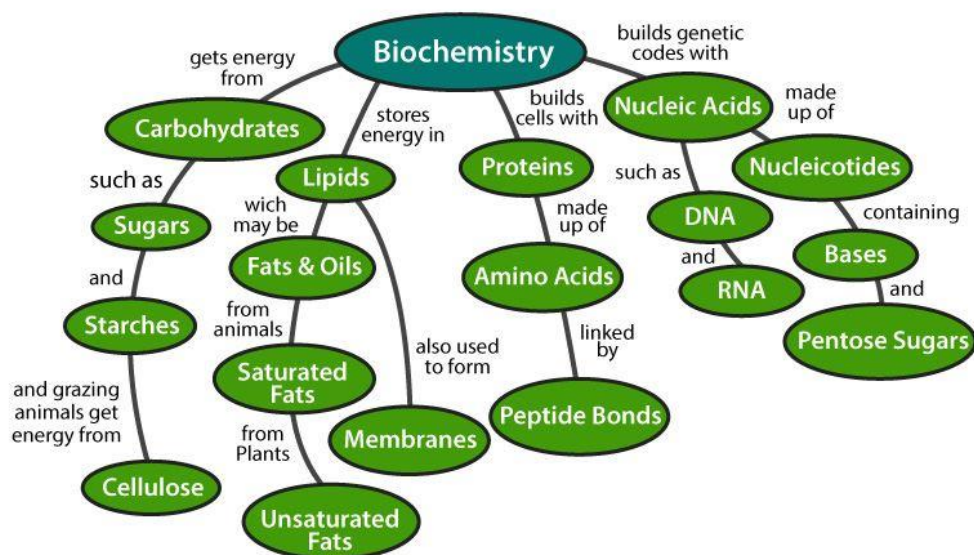 Biochemistry
gets energy
from
Carbohydrates
such as
Sugars
and
Starches
and grazing
animals get
energy from
Cellulose
stores
energy in
Lipids
wich
may be
Fats & Oils
from
animals
Saturated
Fats
from
Plants
Unsaturated
Fats
also used
to form
Membranes
builds
cells with
Proteins
made
up of
Amino Acids
linked
by
Peptide Bonds
builds genetic
codes with
Nucleic Acids
such as
DNA
and
RNA
made
up of
Nucleicotides
containing
Bases
and
Pentose Sugars